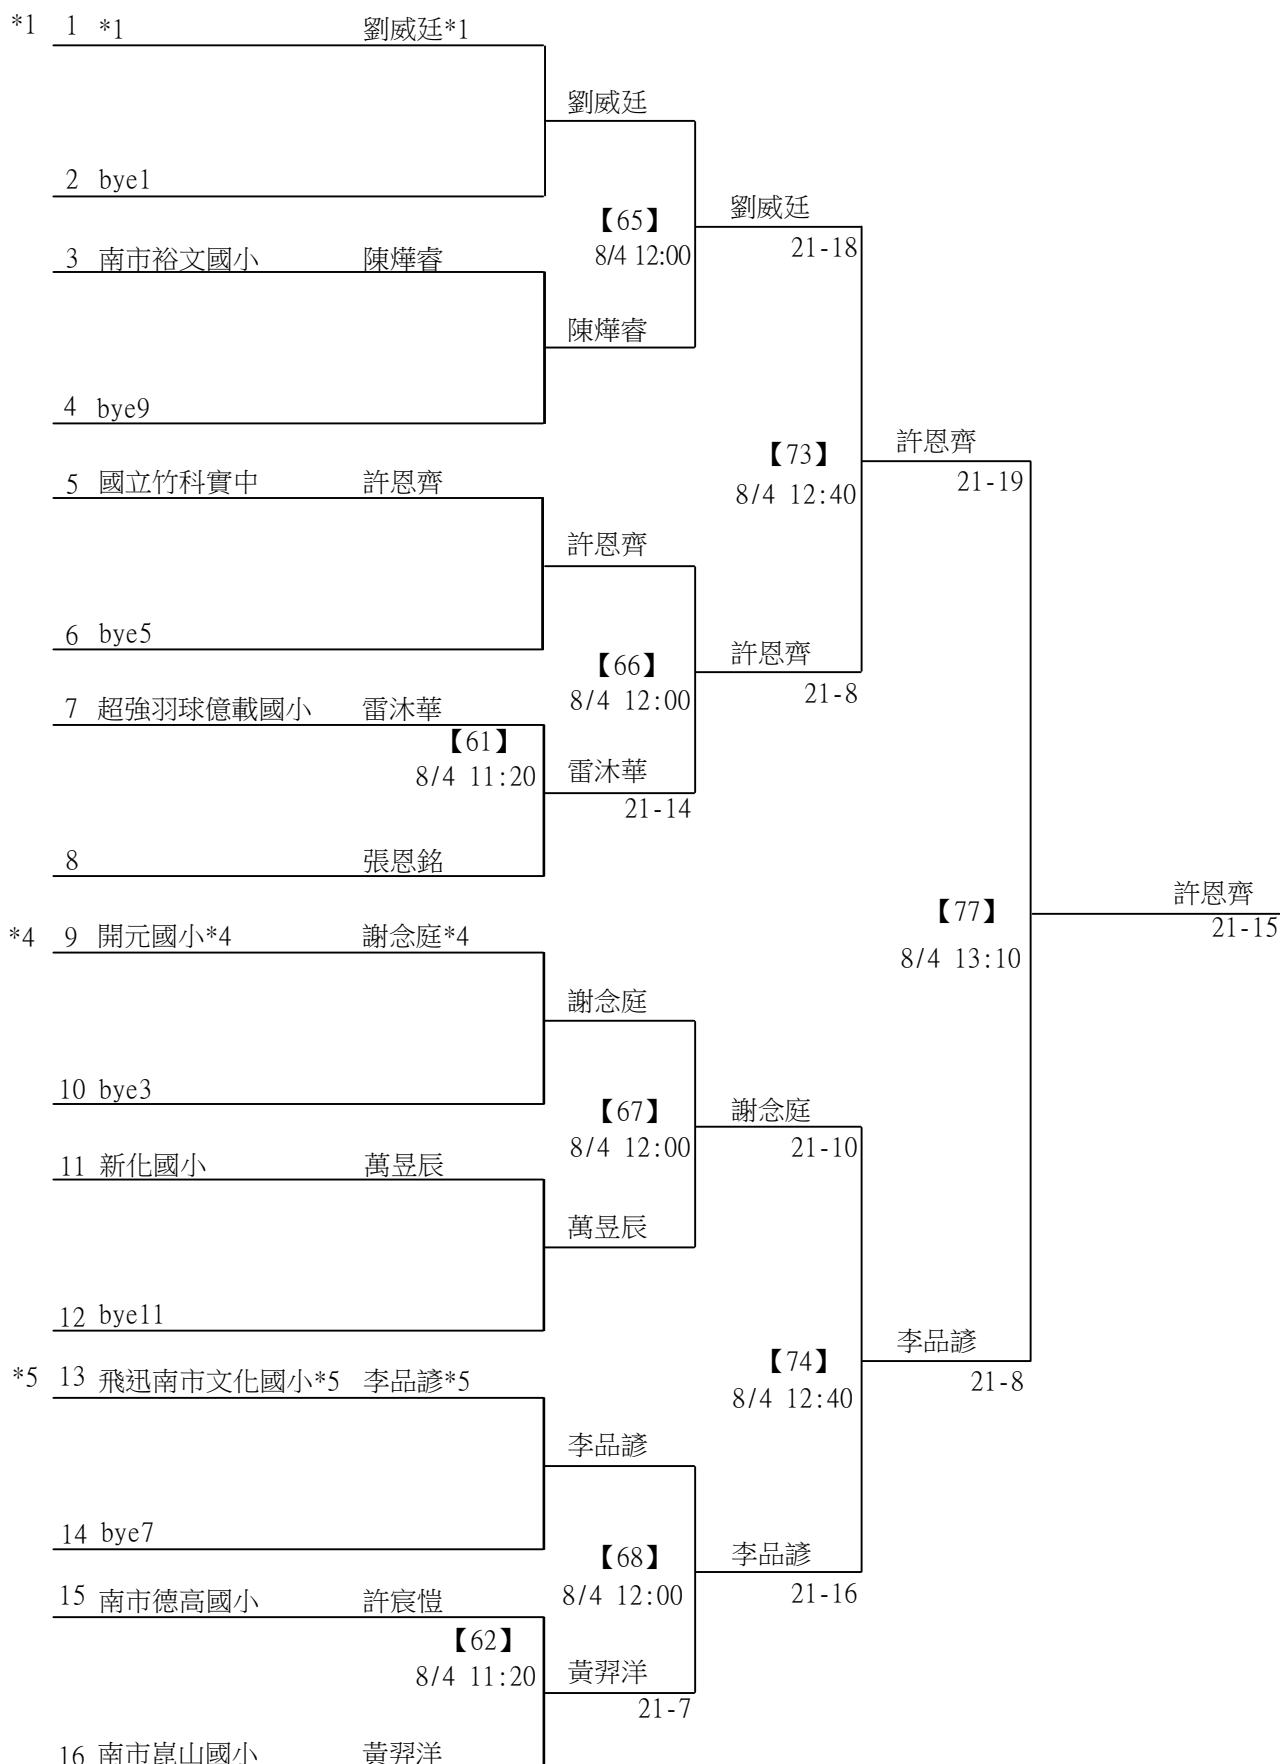 *1 1 *1 劉威廷*1
劉威廷
2 bye1
【65】 劉威廷
3 南市裕文國小 陳燁睿 8/4 12:00 21-18
陳燁睿
4 bye9
【73】 許恩齊
5 國立竹科實中 許恩齊 8/4 12:40 21-19
許恩齊
6 bye5
【66】 許恩齊
7 超強羽球億載國小 雷沐華 8/4 12:00 21-8
【61】
8/4 11:20 雷沐華
21-14
8 張恩銘
【77】 許恩齊
*4 9 開元國小*4 謝念庭*4 21-15
8/4 13:10
謝念庭
10 bye3
【67】 謝念庭
11 新化國小 萬昱辰 8/4 12:00 21-10
萬昱辰
12 bye11
【74】 李品諺
*5 13 飛迅南市文化國小*5 李品諺*5 8/4 12:40 21-8
李品諺
14 bye7
【68】 李品諺
15 南市德高國小 許宸愷 8/4 12:00 21-16
【62】
8/4 11:20 黃羿洋
21-7
16 南市崑山國小 黃羿洋